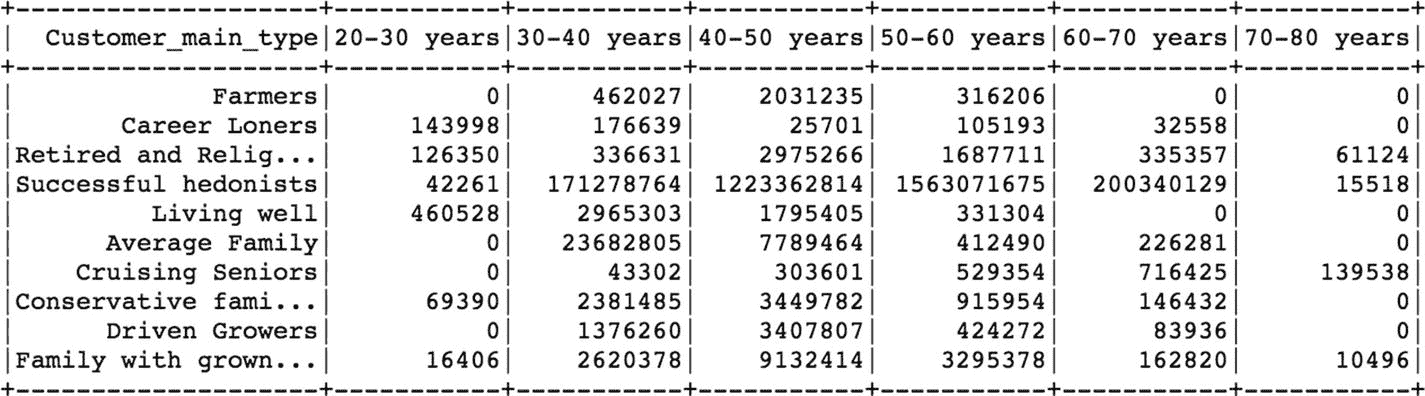 +--------------------+-----------+-----------+-----------+-----------+-----------+-----------+
|  Customer_main_type|20-30 years|30-40 years|40-50 years|50-60 years|60-70 years|70-80 years|
+--------------------+-----------+-----------+-----------+-----------+-----------+-----------+
|             Farmers|          0|     462027|    2031235|     316206|          0|          0|
|       Career Loners|     143998|     176639|      25701|     105193|      32558|          0|
|Retired and Relig...|     126350|     336631|    2975266|    1687711|     335357|      61124|
|Successful hedonists|      42261|  171278764| 1223362814| 1563071675|  200340129|      15518|
|         Living well|     460528|    2965303|    1795405|     331304|          0|          0|
|      Average Family|          0|   23682805|    7789464|     412490|     226281|          0|
|    Cruising Seniors|          0|      43302|     303601|     529354|     716425|     139538|
|Conservative fami...|      69390|    2381485|    3449782|     915954|     146432|          0|
|      Driven Growers|          0|    1376260|    3407807|     424272|      83936|          0|
|Family with grown...|      16406|    2620378|    9132414|    3295378|     162820|      10496|
+--------------------+-----------+-----------+-----------+-----------+-----------+-----------+